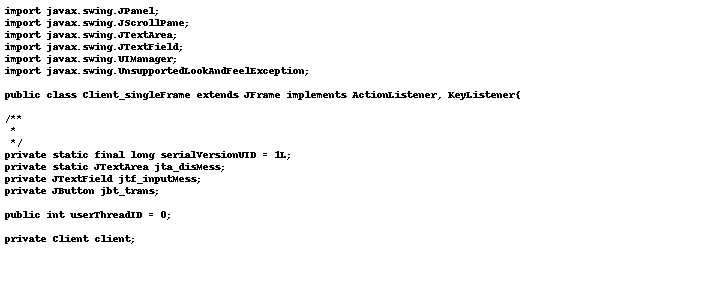 import javax.swing.JPanel;
import javax.swing.JScrollPane;
import javax.swing.JTextArea;
import javax.swing.JTextField;
import javax.swing.UIManager;
import javax.swing.UnsupportedLookAndFeelException;

public class Client_singleFrame extends JFrame implements ActionListener, KeyListener{

/**
 *
 */
private static final long serialVersionUID = 1L;
private static JTextArea jta_disMess;
private JTextField jtf_inputMess;
private JButton jbt_trans;

public int userThreadID = 0;

private Client client;